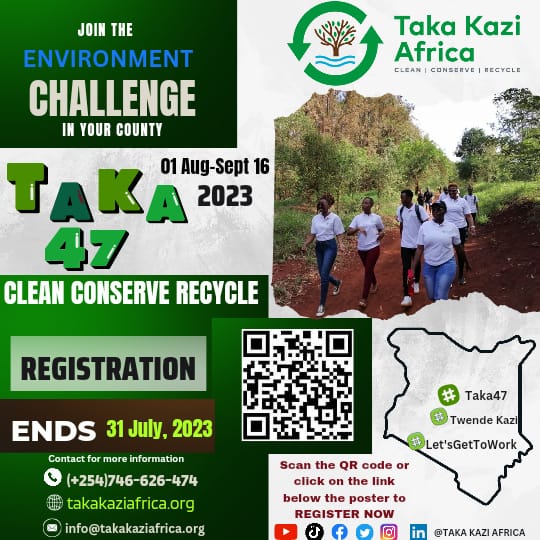 JOIN THE
ENVIRONMENT
CHALLENGE
IN YOUR COUNTY
Taka Kazi
Africa
CLEAN | CONSERVE | RECYCLE
01 Aug-Sept 16
2023
TAKA
47
CLEAN CONSERVE RECYCLE
REGISTRATION
ENDS 31 July, 2023
Contact for more information
(+254)746-626-474
takakaziafrica.org
info@takakaziafrica.org
Scan the QR code or
click on the link
below the poster to
REGISTER NOW
# Taka47
# Twende Kazi
# Let'sGetToWork
@TAKA KAZI AFRICA